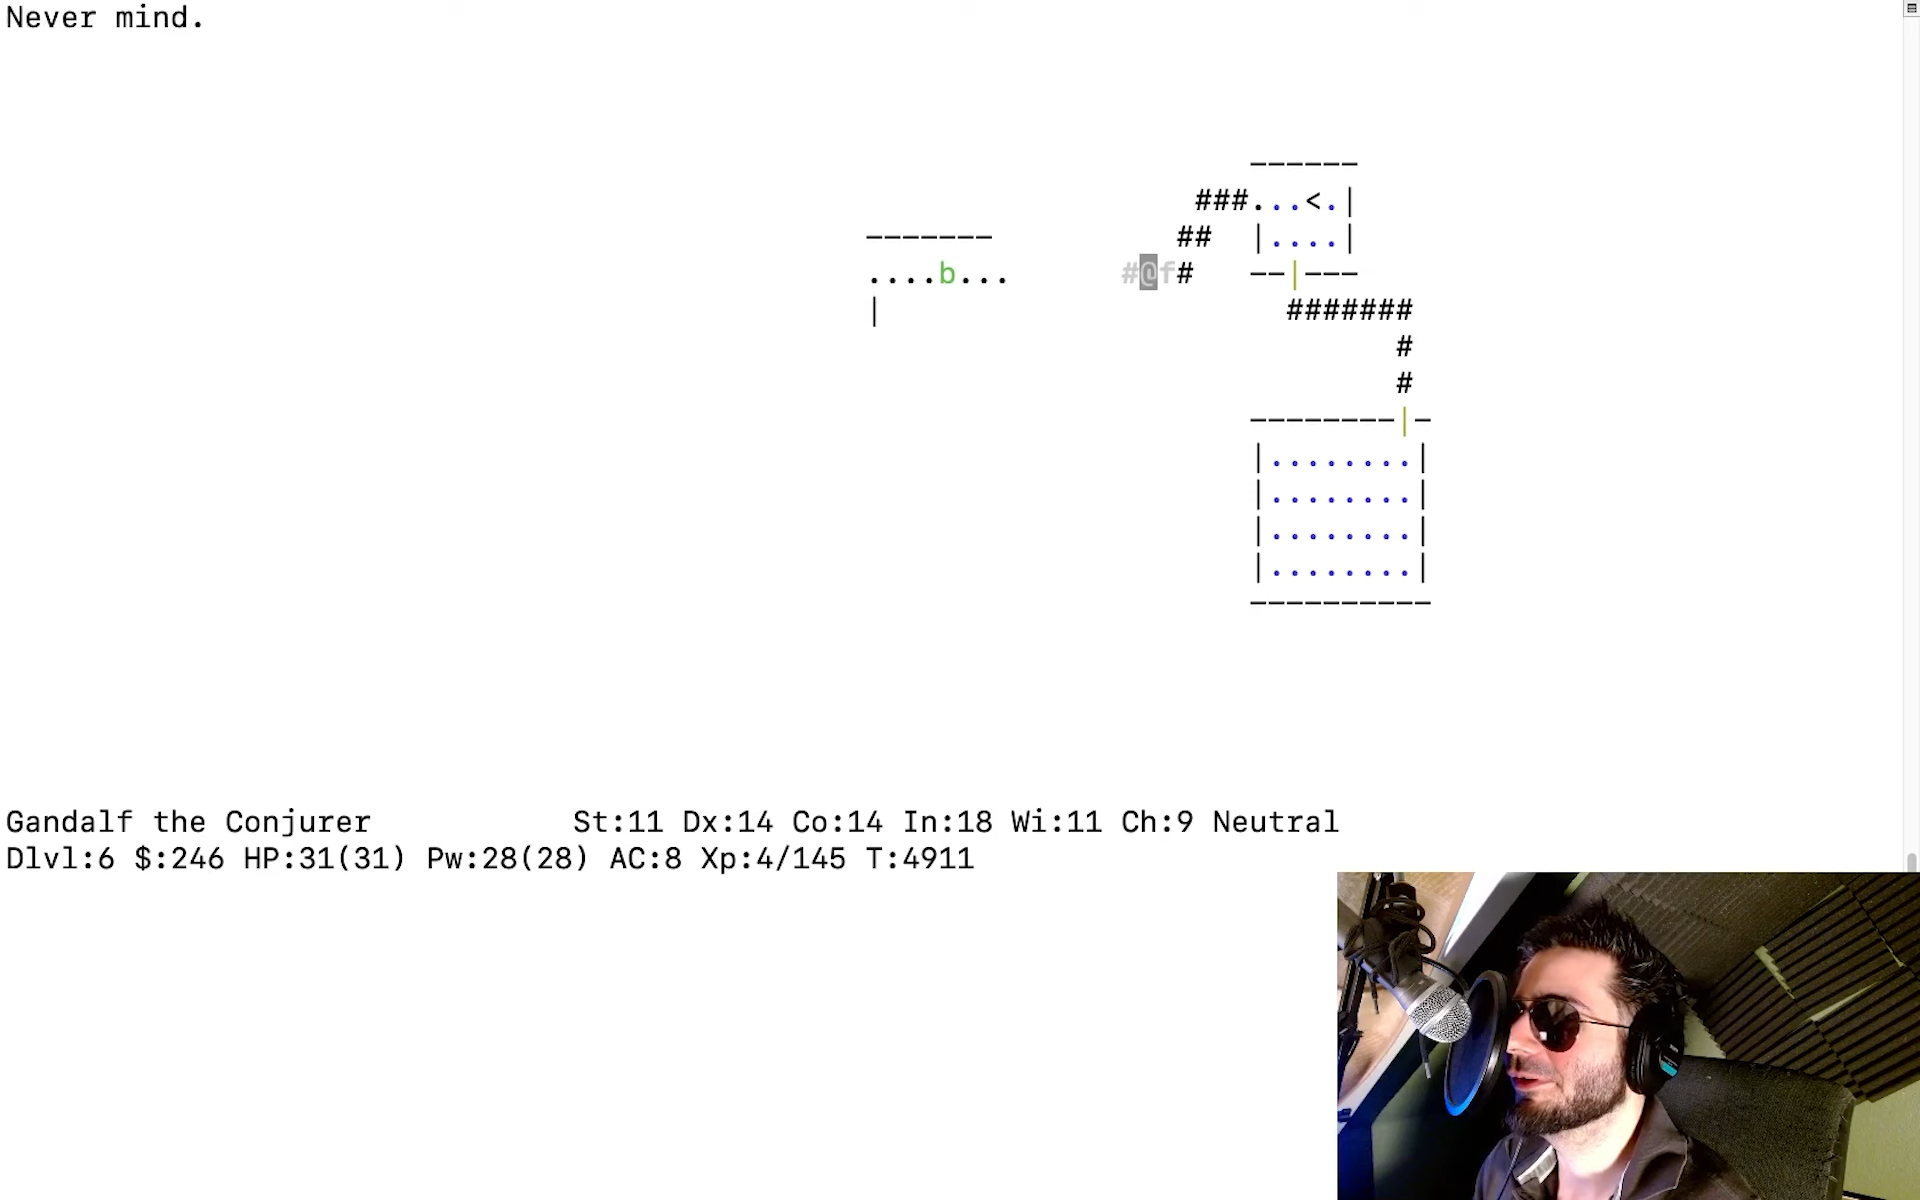 Never mind.
------
###...<.|
------- ## |....|
....b... #@f# --|---
| #######
#
#
--------|-
|........|
|........|
|........|
|........|
----------
Gandalf the Conjurer St:11 Dx:14 Co:14 In:18 Wi:11 Ch:9 Neutral
Dlvl:6 $:246 HP:31(31) Pw:28(28) AC:8 Xp:4/145 T:4911